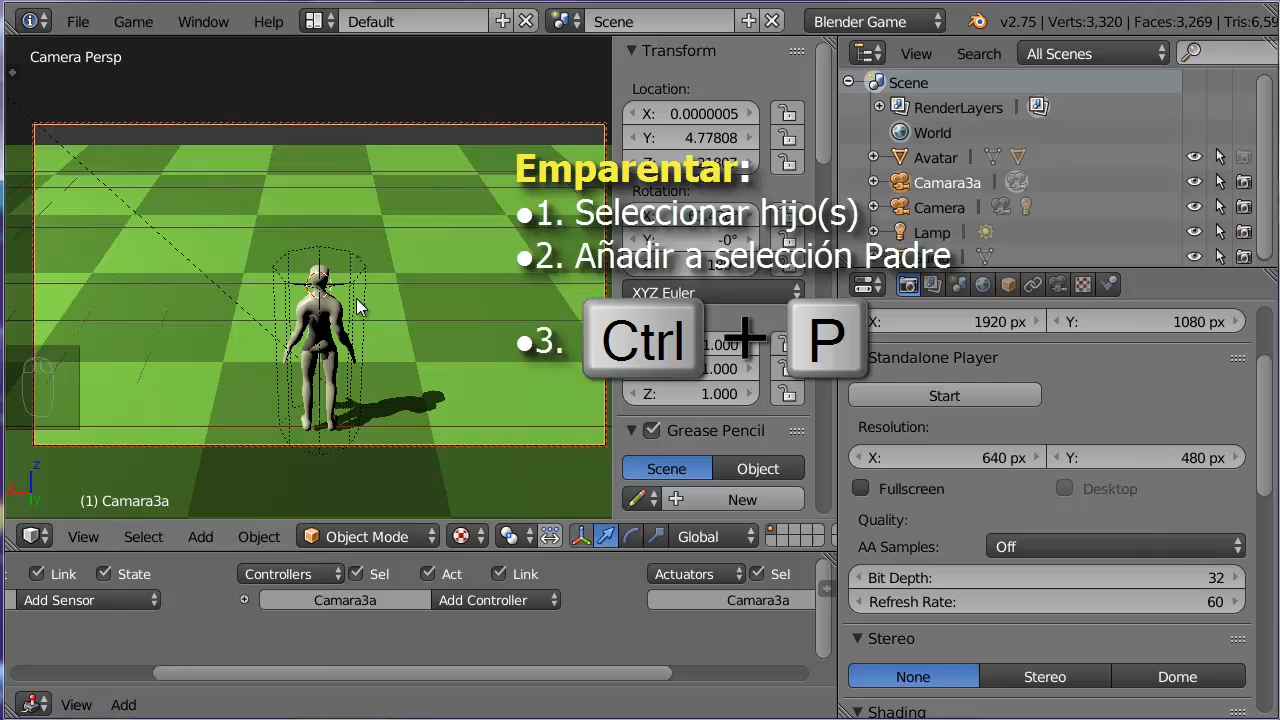 File Game Window Help Default Scene Blender Game v2.75 | Verts:3,320 | Faces:3,269 | Tris:6,59
Camera Persp
Transform
View Search All Scenes
Location:
Scene
X: 0.0000005
RenderLayers
Y: 4.77808
World
Emparentar:
Avatar
Rotation:
Camara3a
•1. Seleccionar hijo(s)
Camera
Lamp
•2. Añadir a selección Padre
XYZ Euler
X: 1920 px Y: 1080 px
•3. Ctrl + P
1.000
Standalone Player
1.000
Z: 1.000
Start
Resolution:
Grease Pencil
X: 640 px Y: 480 px
Scene Object
Fullscreen Desktop
New
(1) Camara3a
Quality:
View Select Add Object Object Mode Global
AA Samples: Off
Link State Controllers Sel Act Link Actuators Sel
Bit Depth: 32
Add Sensor Camara3a Add Controller Camara3a
Refresh Rate: 60
Stereo
None Stereo Dome
View Add
Shading